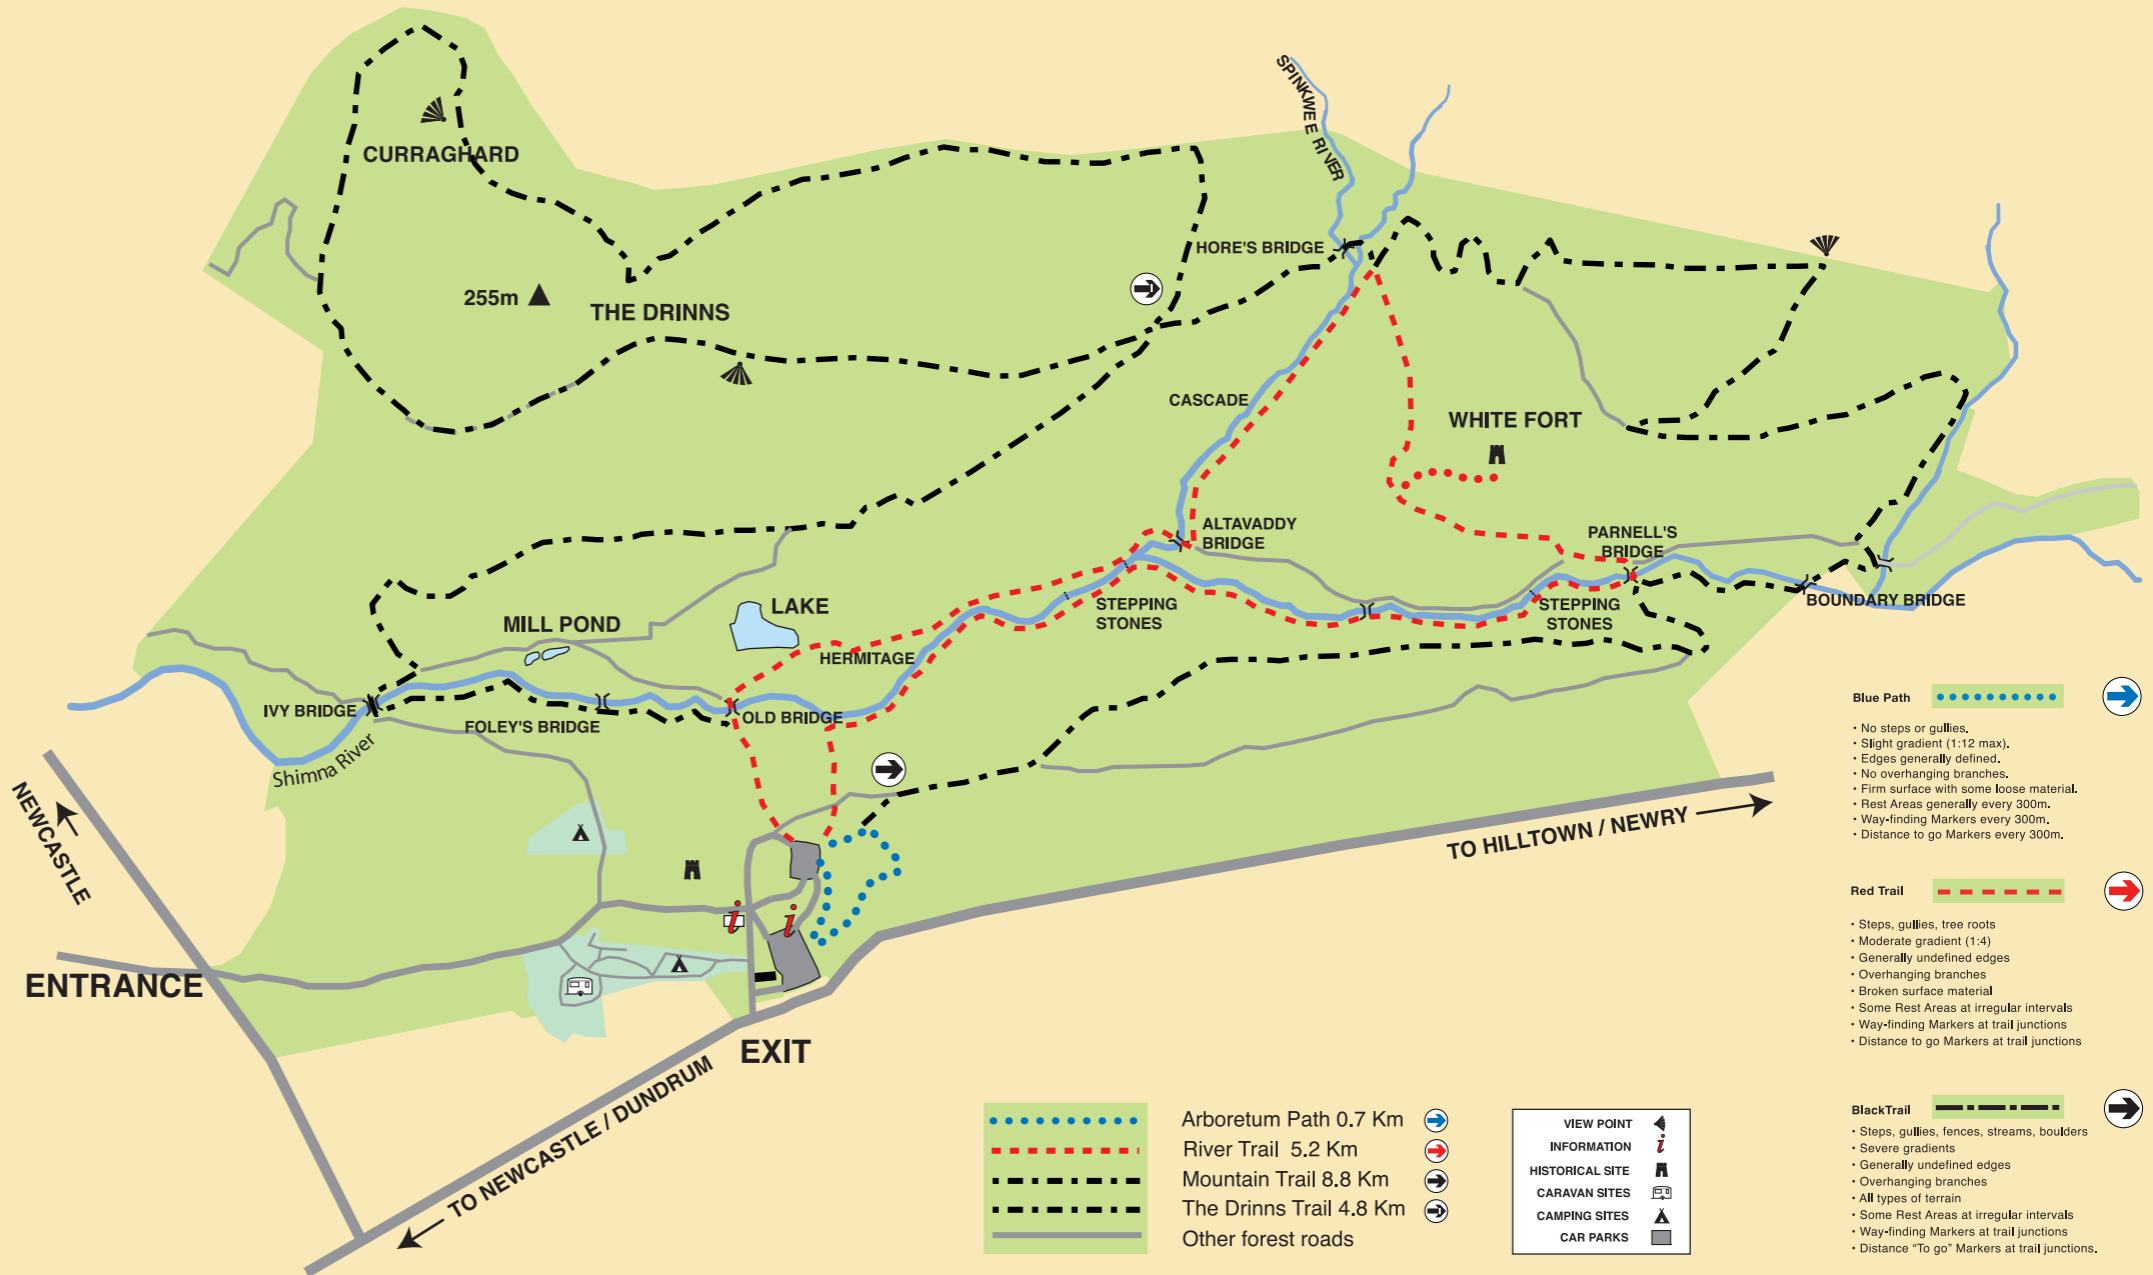 SPINKWEE RIVER
CURRAGHARD
HORE'S BRIDGE
255m
THE DRINNS
CASCADE
WHITE FORT
ALTAVADDY
BRIDGE
PARNELL'S
BRIDGE
LAKE
STEPPING
STONES
STEPPING
STONES
BOUNDARY BRIDGE
MILL POND
HERMITAGE
IVY BRIDGE
FOLEY'S BRIDGE
OLD BRIDGE
Shimna River
NEWCASTLE
TO HILLTOWN / NEWRY
i
i
ENTRANCE
EXIT
TO NEWCASTLE / DUNDRUM
Blue Path
• No steps or gullies.
• Slight gradient (1:12 max).
• Edges generally defined.
• No overhanging branches.
• Firm surface with some loose material.
• Rest Areas generally every 300m.
• Way-finding Markers every 300m.
• Distance to go Markers every 300m.
Red Trail
• Steps, gullies, tree roots
• Moderate gradient (1:4)
• Generally undefined edges
• Overhanging branches
• Broken surface material
• Some Rest Areas at irregular intervals
• Way-finding Markers at trail junctions
• Distance to go Markers at trail junctions
BlackTrail
• Steps, gullies, fences, streams, boulders
• Severe gradients
• Generally undefined edges
• Overhanging branches
• All types of terrain
• Some Rest Areas at irregular intervals
• Way-finding Markers at trail junctions
• Distance "To go" Markers at trail junctions.
Arboretum Path 0.7 Km
River Trail 5.2 Km
Mountain Trail 8.8 Km
The Drinns Trail 4.8 Km
Other forest roads
VIEW POINT
INFORMATION i
HISTORICAL SITE
CARAVAN SITES
CAMPING SITES
CAR PARKS